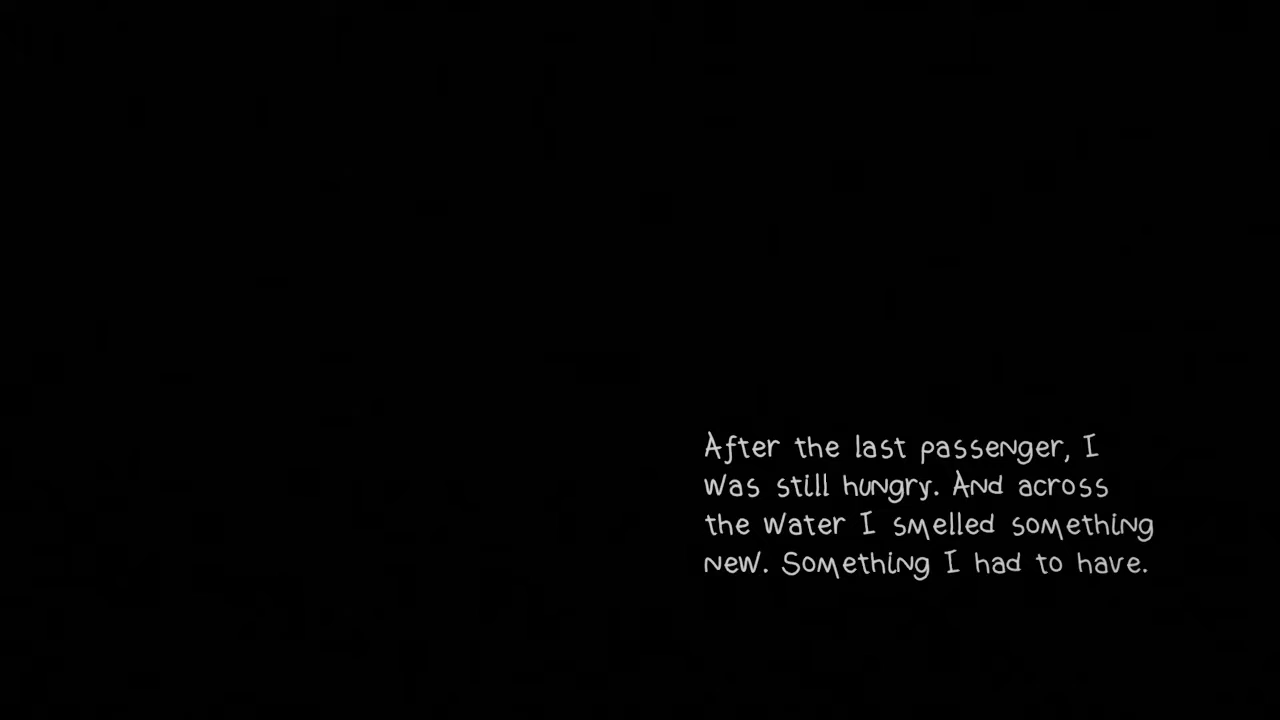 After the last passenger, I
was still hungry. And across
the water I smelled something
new. Something I had to have.